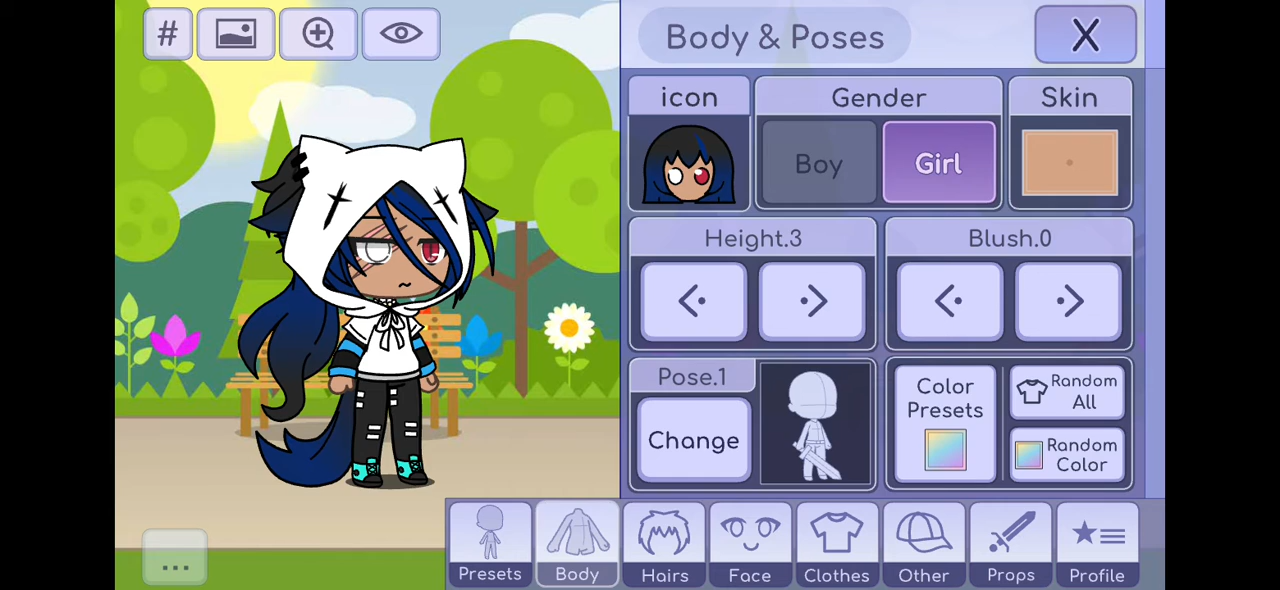 #
Body & Poses
X
icon
Gender
Skin
Boy
Girl
Height.3
Blush.0
Pose.1
Change
Color
Presets
Random
All
Random
Color
...
Presets
Body
Hairs
Face
Clothes
Other
Props
Profile